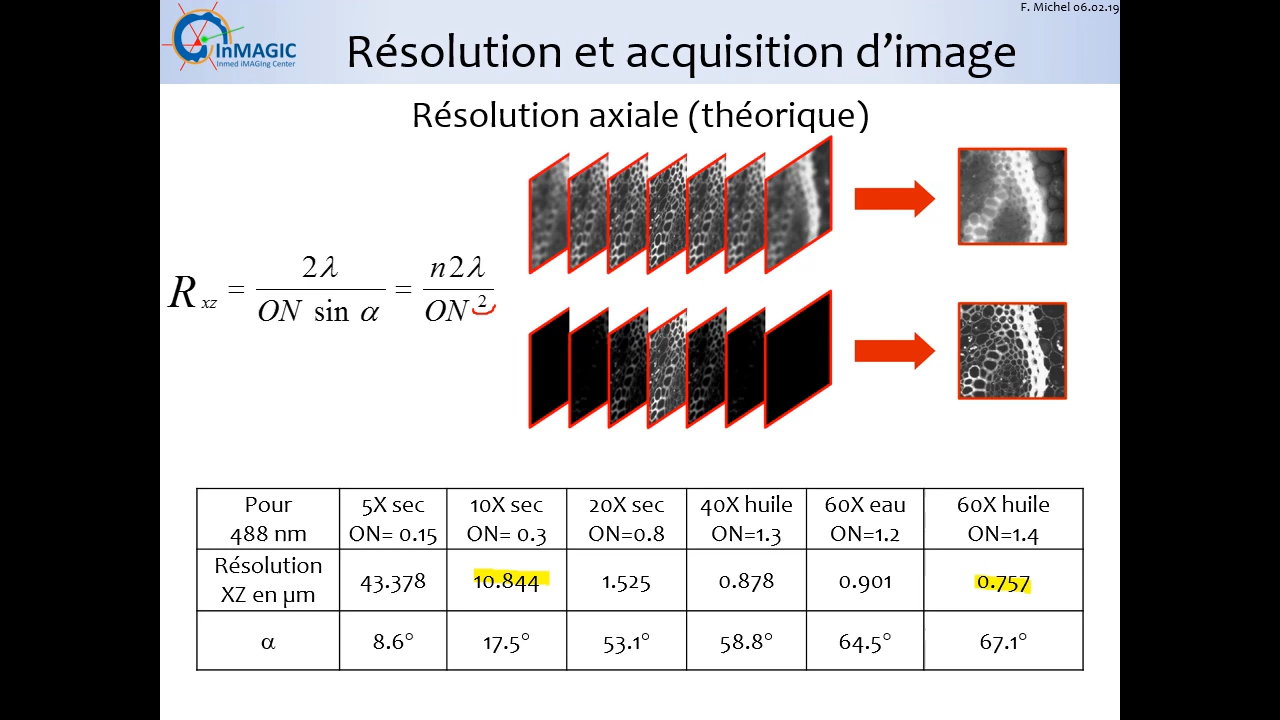 F. Michel 06.02.19
InMAGIC
Inmed iMAGIng Center
Résolution et acquisition d’image
Résolution axiale (théorique)
R xz = 2λ / ON sin α = n2λ / ON²
Pour 488 nm | 5X sec ON= 0.15 | 10X sec ON= 0.3 | 20X sec ON=0.8 | 40X huile ON=1.3 | 60X eau ON=1.2 | 60X huile ON=1.4
Résolution XZ en µm | 43.378 | 10.844 | 1.525 | 0.878 | 0.901 | 0.757
α | 8.6° | 17.5° | 53.1° | 58.8° | 64.5° | 67.1°